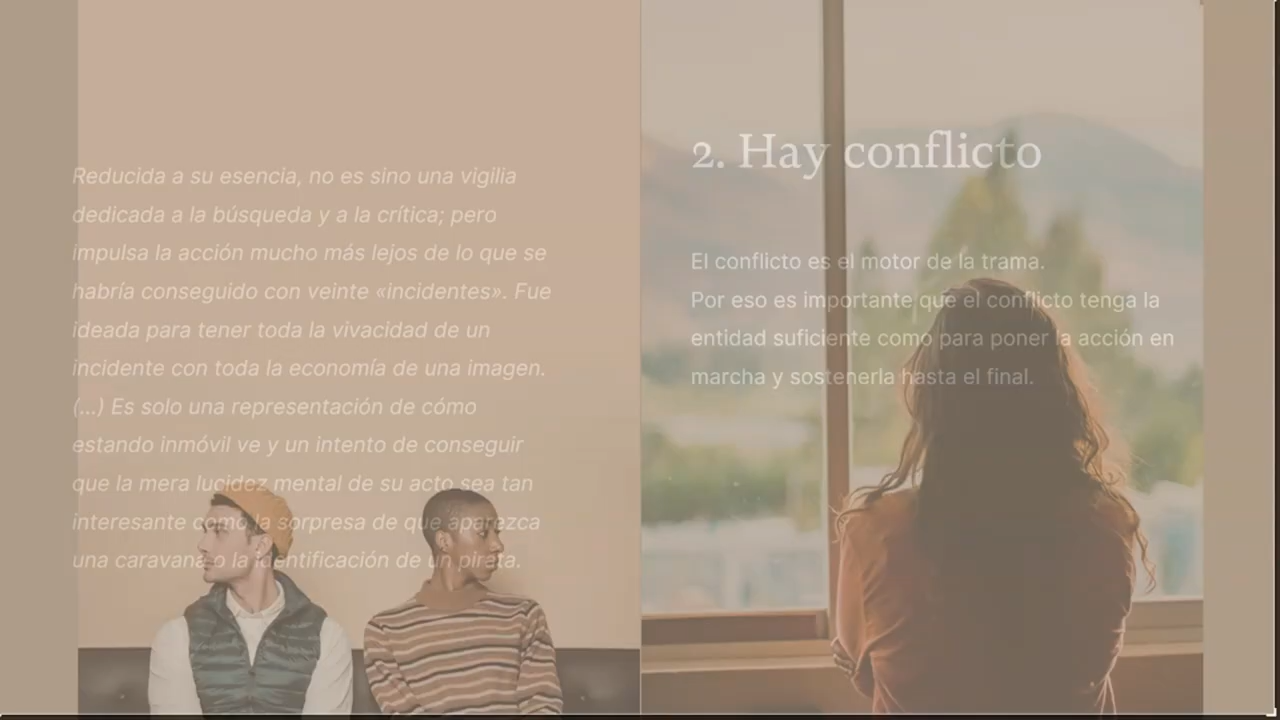 Reducida a su esencia, no es sino una vigilia
dedicada a la búsqueda y a la crítica; pero
impulsa la acción mucho más lejos de lo que se
habría conseguido con veinte «incidentes». Fue
ideada para tener toda la vivacidad de un
incidente con toda la economía de una imagen.
(...) Es solo una representación de cómo
estando inmóvil ve y un intento de conseguir
que la mera lucidez mental de su acto sea tan
interesante como la sorpresa de que aparezca
una caravana o la identificación de un pirata.
2. Hay conflicto
El conflicto es el motor de la trama.
Por eso es importante que el conflicto tenga la
entidad suficiente como para poner la acción en
marcha y sostenerla hasta el final.